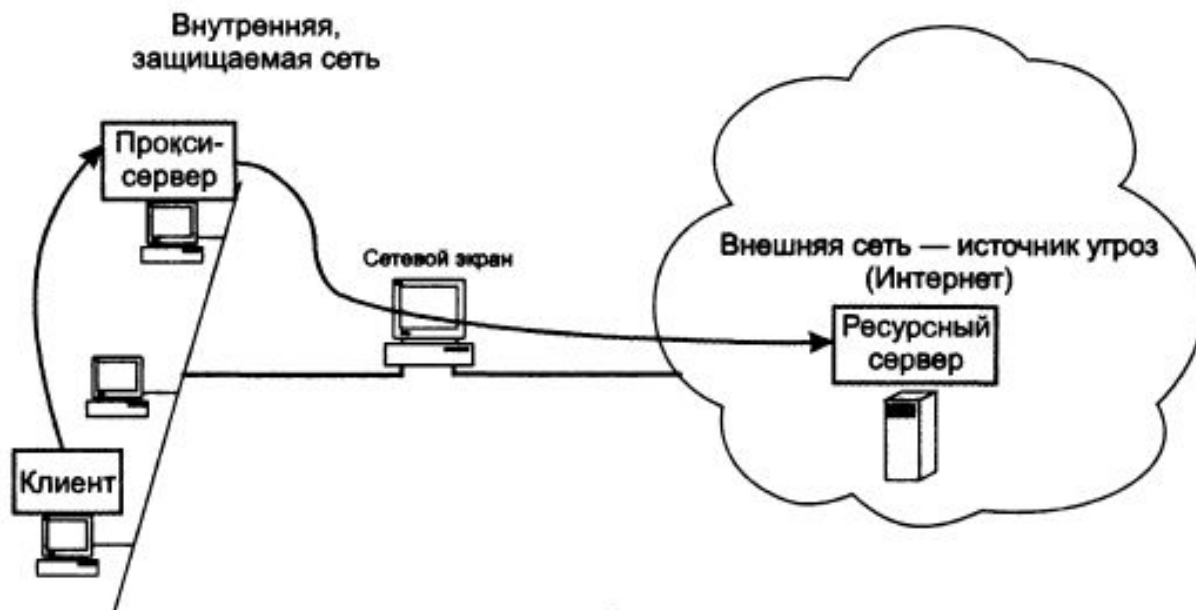 Внутренняя,
защищаемая сеть
Прокси-
сервер
Сетевой экран
Внешняя сеть — источник угроз
(Интернет)
Ресурсный
сервер
Клиент